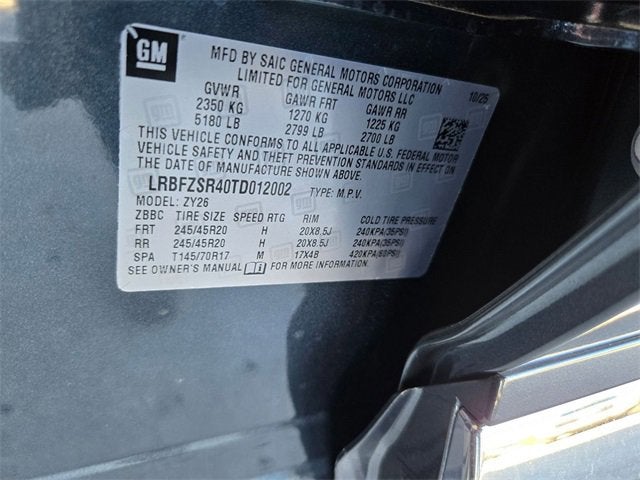 GM
MFD BY SAIC GENERAL MOTORS CORPORATION
LIMITED FOR GENERAL MOTORS LLC
10/25
GVWR GAWR FRT GAWR RR
2350 KG 1270 KG 1225 KG
5180 LB 2799 LB 2700 LB
THIS VEHICLE CONFORMS TO ALL APPLICABLE U.S. FEDERAL MOTOR
VEHICLE SAFETY AND THEFT PREVENTION STANDARDS IN EFFECT ON
THE DATE OF MANUFACTURE SHOWN ABOVE.
LRBFZSR40TD012002 TYPE: M.P.V.
MODEL: ZY26
ZBBC TIRE SIZE SPEED RTG RIM COLD TIRE PRESSURE
FRT 245/45R20 H 20X8.5J 240KPA(35PSI)
RR 245/45R20 H 20X8.5J 240KPA(35PSI)
SPA T145/70R17 M 17X4B 420KPA(60PSI)
SEE OWNER'S MANUAL FOR MORE INFORMATION.